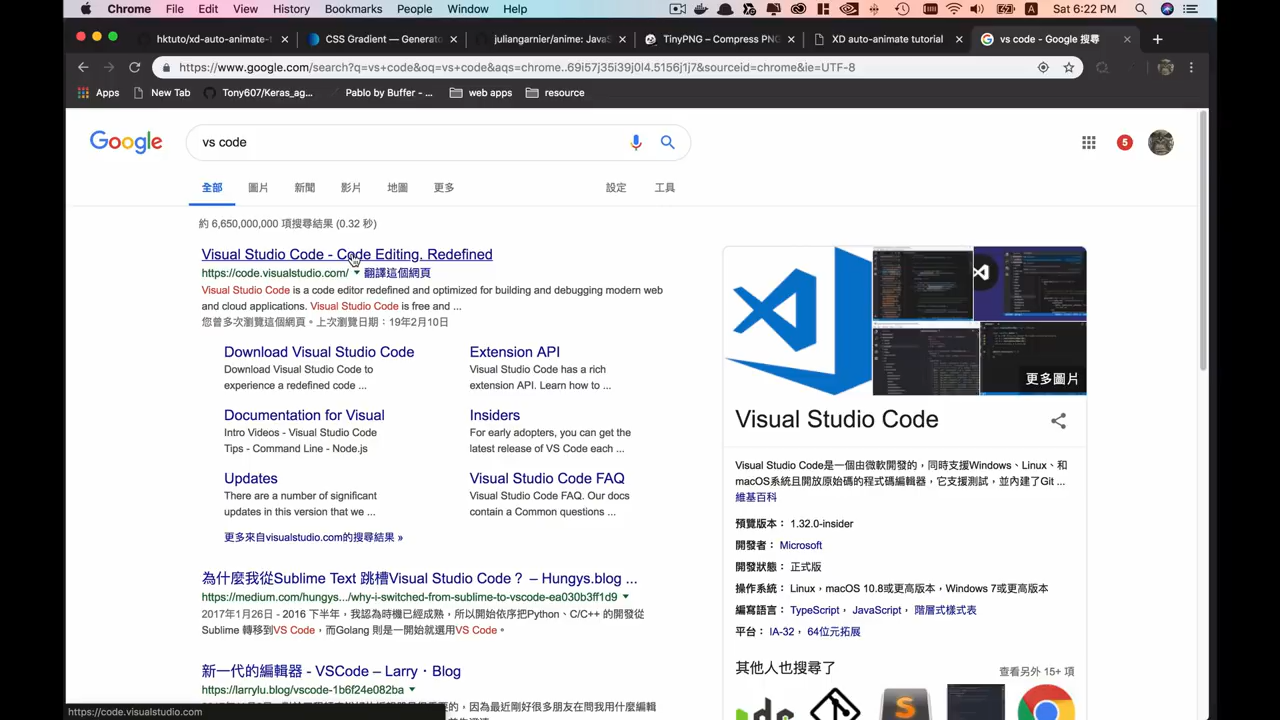 Chrome File Edit View History Bookmarks People Window Help Sat 6:22 PM
hktuto/xd-auto-animate- CSS Gradient — Generato juliangarnier/anime: JavaS TinyPNG – Compress PNG XD auto-animate tutorial vs code - Google 搜尋
https://www.google.com/search?q=vs+code&oq=vs+code&aqs=chrome..69i57j35i39j0l4.5156j1j7&sourceid=chrome&ie=UTF-8
Apps New Tab Tony607/Keras_ag... Pablo by Buffer - ... web apps resource
Google vs code 5
全部 圖片 新聞 影片 地圖 更多 設定 工具
約 6,650,000,000 項搜尋結果 (0.32 秒)
Visual Studio Code - Code Editing. Redefined
https://code.visualstudio.com/ 翻譯這個網頁
Visual Studio Code is a code editor redefined and optimized for building and debugging modern web
and cloud applications. Visual Studio Code is free and ...
您曾多次瀏覽這個網頁。上次瀏覽日期：19年2月10日
Download Visual Studio Code
Download Visual Studio Code to
experience a redefined code ...
Extension API
Visual Studio Code has a rich
extension API. Learn how to ...
Documentation for Visual
Intro Videos - Visual Studio Code
Tips - Command Line - Node.js
Insiders
For early adopters, you can get the
latest release of VS Code each ...
Updates
There are a number of significant
updates in this version that we ...
Visual Studio Code FAQ
Visual Studio Code FAQ. Our docs
contain a Common questions ...
更多來自visualstudio.com的搜尋結果 »
為什麼我從Sublime Text 跳槽Visual Studio Code？ – Hungys.blog ...
https://medium.com/hungys.../why-i-switched-from-sublime-to-vscode-ea030b3ff1d9
2017年1月26日 - 2016 下半年，我認為時機已經成熟，所以開始依序把Python、C/C++ 的開發從
Sublime 轉移到VS Code，而Golang 則是一開始就選用VS Code。
新一代的編輯器 - VSCode – Larry・Blog
https://larrylu.blog/vscode-1b6f24e082ba
因為最近剛好很多朋友在問我用什麼編輯
https://code.visualstudio.com
更多圖片
Visual Studio Code
Visual Studio Code是一個由微軟開發的，同時支援Windows、Linux、和
macOS系統且開放原始碼的程式碼編輯器，它支援測試，並內建了Git ...
維基百科
預覽版本： 1.32.0-insider
開發者： Microsoft
開發狀態： 正式版
操作系統： Linux，macOS 10.8或更高版本，Windows 7或更高版本
編寫語言： TypeScript， JavaScript， 階層式樣式表
平台： IA-32， 64位元拓展
其他人也搜尋了 查看另外 15+ 項